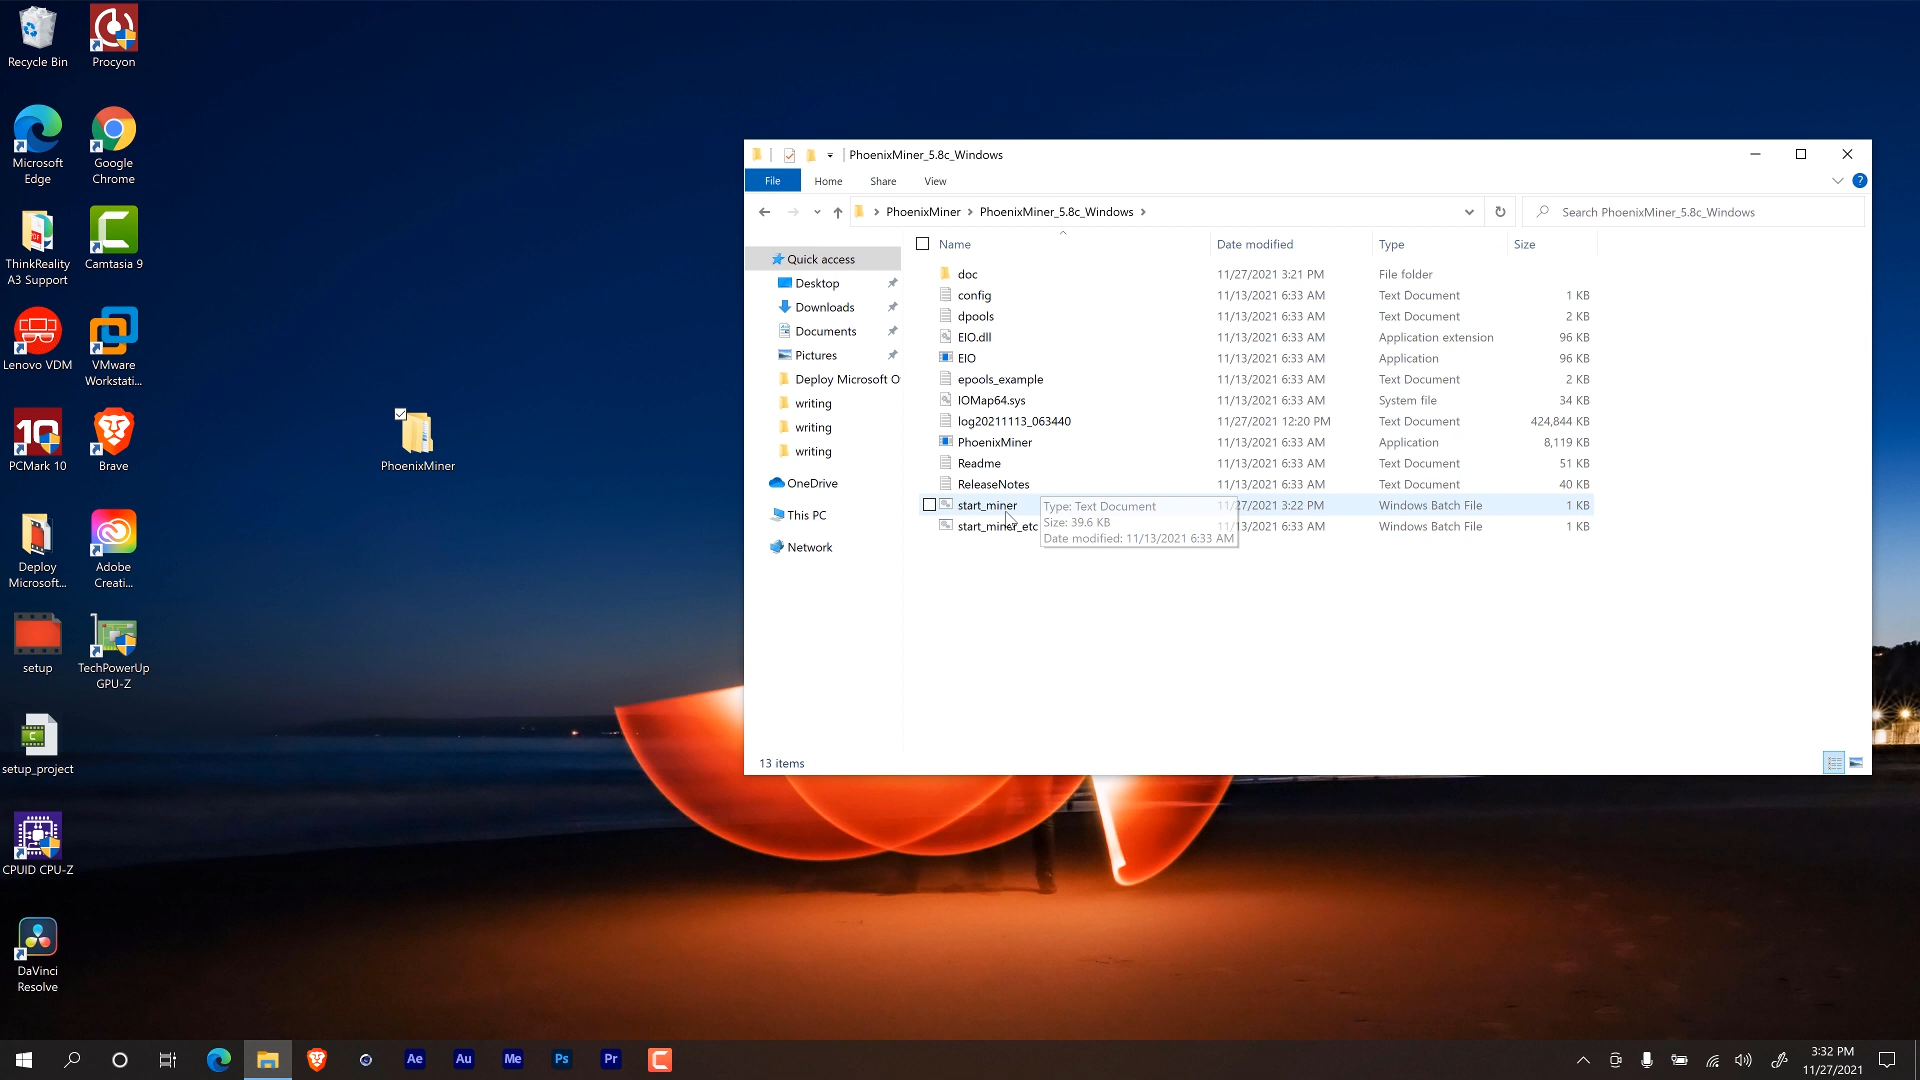 Recycle Bin
Procyon
Microsoft
Edge
Google
Chrome
ThinkReality
A3 Support
Camtasia 9
Lenovo VDM
VMware
Workstati...
10
PCMark 10
Brave
Deploy
Microsoft...
Adobe
Creati...
setup
TechPowerUp
GPU-Z
setup_project
CPUID CPU-Z
DaVinci
Resolve
PhoenixMiner
PhoenixMiner_5.8c_Windows
File Home Share View
PhoenixMiner PhoenixMiner_5.8c_Windows
Search PhoenixMiner_5.8c_Windows
Quick access
Desktop
Downloads
Documents
Pictures
Deploy Microsoft O
writing
writing
writing
OneDrive
This PC
Network
Name Date modified Type Size
doc 11/27/2021 3:21 PM File folder
config 11/13/2021 6:33 AM Text Document 1 KB
dpools 11/13/2021 6:33 AM Text Document 2 KB
EIO.dll 11/13/2021 6:33 AM Application extension 96 KB
EIO 11/13/2021 6:33 AM Application 96 KB
epools_example 11/13/2021 6:33 AM Text Document 2 KB
IOMap64.sys 11/13/2021 6:33 AM System file 34 KB
log20211113_063440 11/27/2021 12:20 PM Text Document 424,844 KB
PhoenixMiner 11/13/2021 6:33 AM Application 8,119 KB
Readme 11/13/2021 6:33 AM Text Document 51 KB
ReleaseNotes 11/13/2021 6:33 AM Text Document 40 KB
start_miner 11/27/2021 3:22 PM Windows Batch File 1 KB
start_miner_etc 11/13/2021 6:33 AM Windows Batch File 1 KB
Type: Text Document
Size: 39.6 KB
Date modified: 11/13/2021 6:33 AM
13 items
Ae Au Me Ps Pr
3:32 PM
11/27/2021